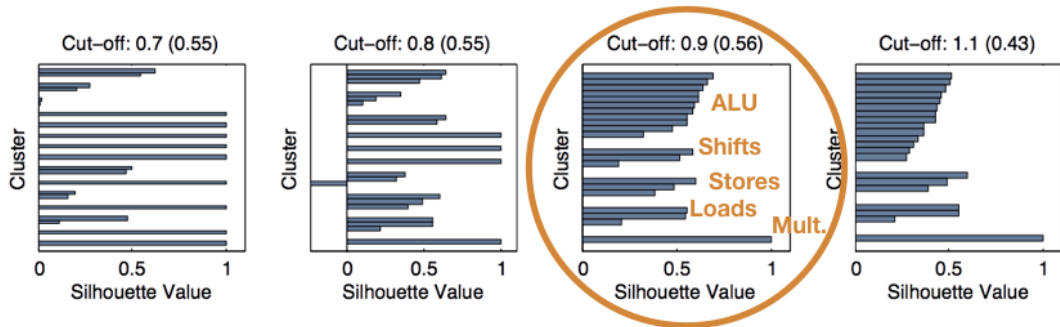 Cut-off: 0.7 (0.55)
Cluster
0
0.5
1
Silhouette Value
Cut-off: 0.8 (0.55)
Cluster
0
0.5
1
Silhouette Value
Cut-off: 0.9 (0.56)
Cluster
ALU
Shifts
Stores
Loads
Mult.
0
0.5
1
Silhouette Value
Cut-off: 1.1 (0.43)
Cluster
0
0.5
1
Silhouette Value